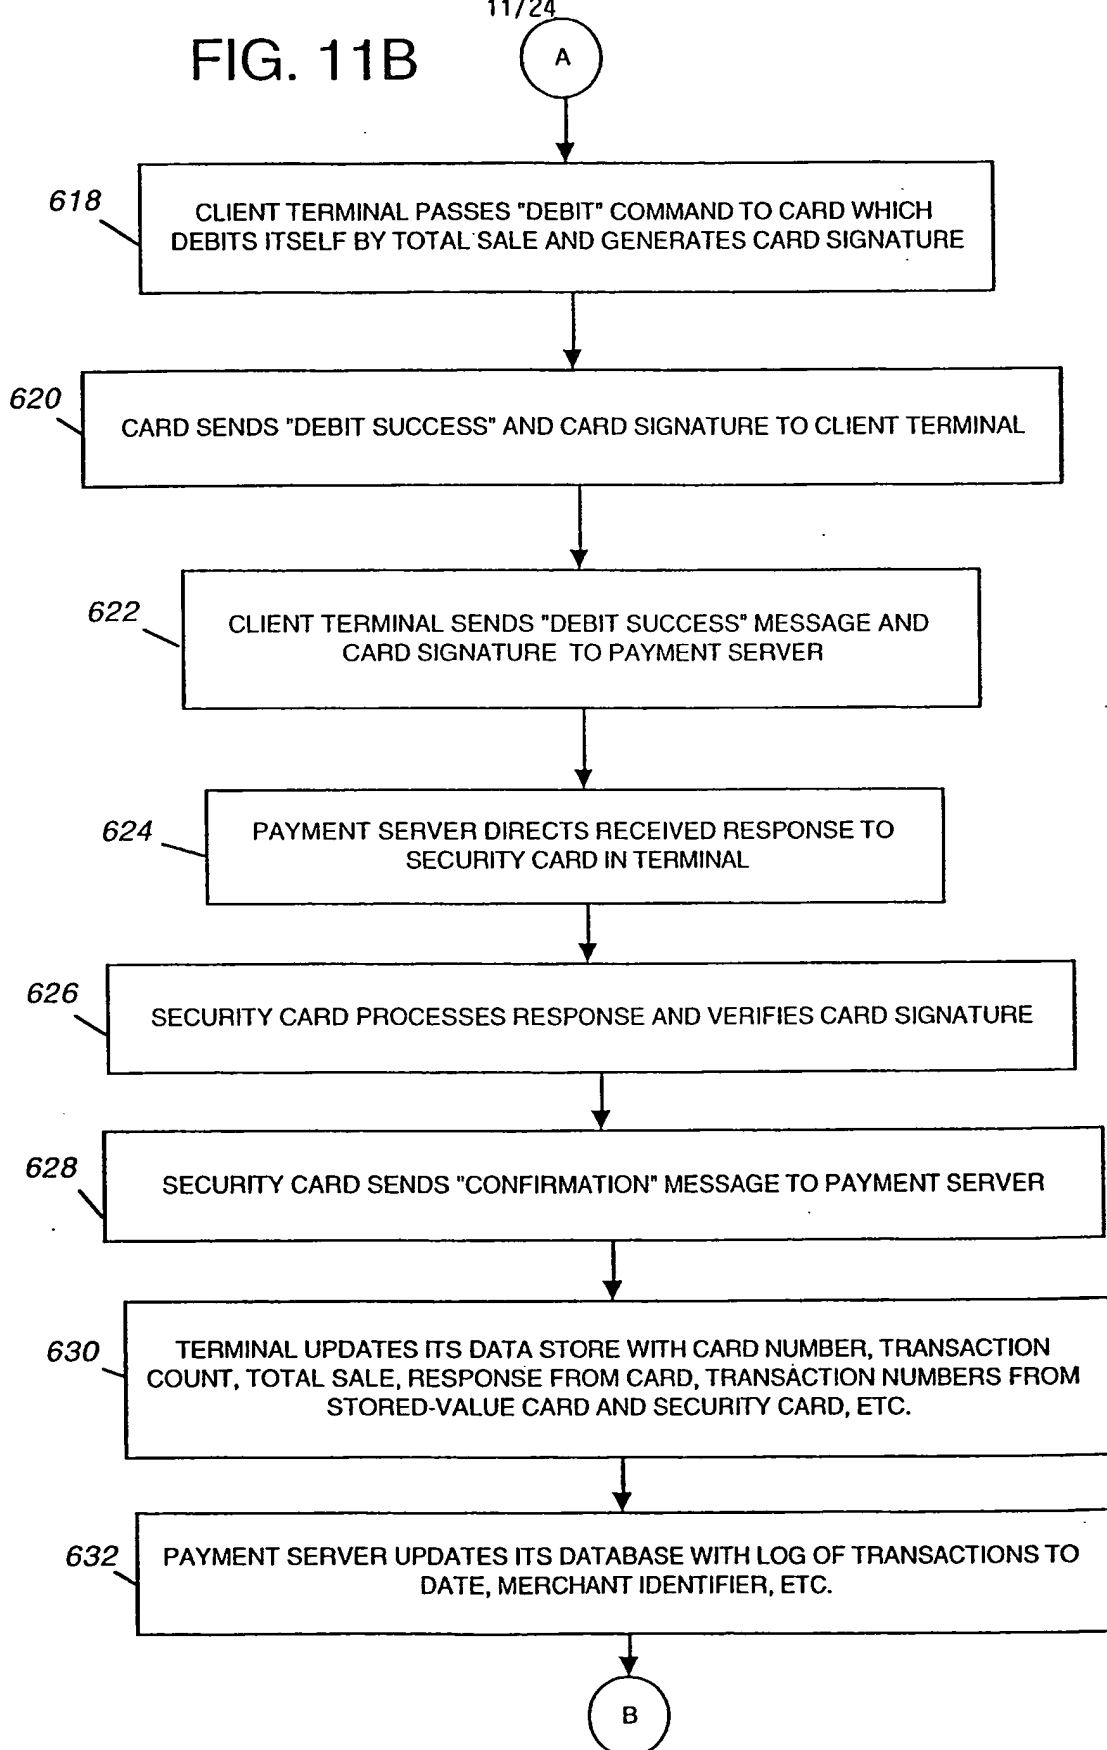 11/24
FIG. 11B
A
618
CLIENT TERMINAL PASSES "DEBIT" COMMAND TO CARD WHICH
DEBITS ITSELF BY TOTAL SALE AND GENERATES CARD SIGNATURE
620
CARD SENDS "DEBIT SUCCESS" AND CARD SIGNATURE TO CLIENT TERMINAL
622
CLIENT TERMINAL SENDS "DEBIT SUCCESS" MESSAGE AND
CARD SIGNATURE TO PAYMENT SERVER
624
PAYMENT SERVER DIRECTS RECEIVED RESPONSE TO
SECURITY CARD IN TERMINAL
626
SECURITY CARD PROCESSES RESPONSE AND VERIFIES CARD SIGNATURE
628
SECURITY CARD SENDS "CONFIRMATION" MESSAGE TO PAYMENT SERVER
630
TERMINAL UPDATES ITS DATA STORE WITH CARD NUMBER, TRANSACTION
COUNT, TOTAL SALE, RESPONSE FROM CARD, TRANSACTION NUMBERS FROM
STORED-VALUE CARD AND SECURITY CARD, ETC.
632
PAYMENT SERVER UPDATES ITS DATABASE WITH LOG OF TRANSACTIONS TO
DATE, MERCHANT IDENTIFIER, ETC.
B